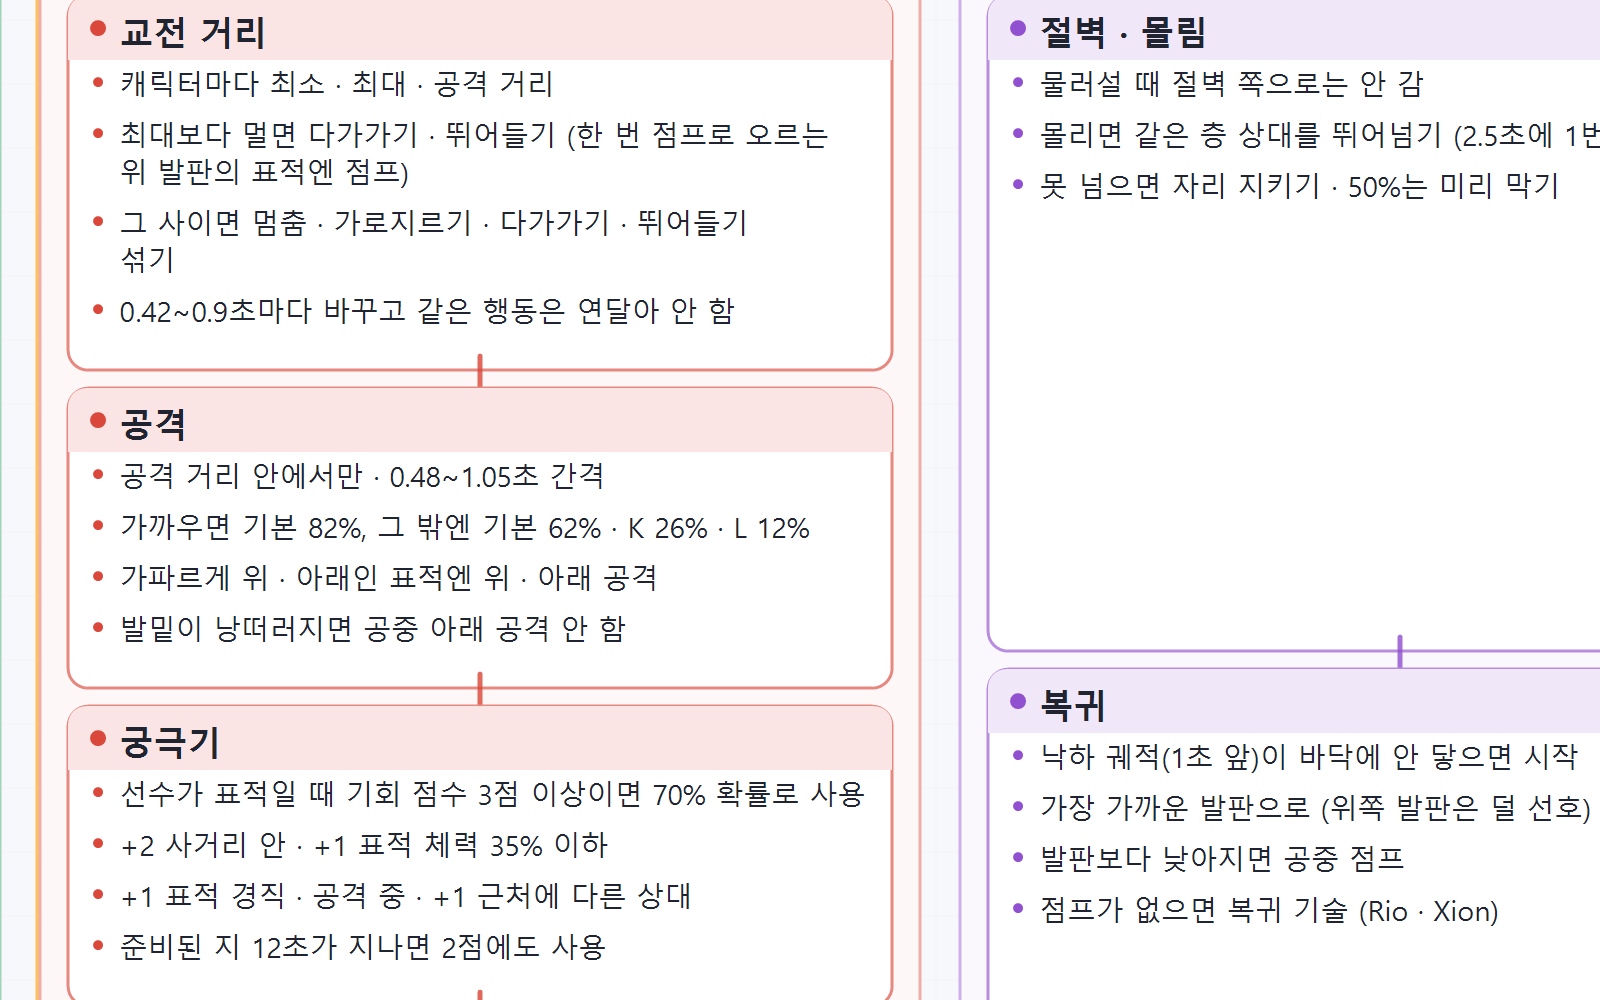 교전 거리
캐릭터마다 최소 · 최대 · 공격 거리
최대보다 멀면 다가가기 · 뛰어들기 (한 번 점프로 오르는
위 발판의 표적엔 점프)
그 사이면 멈춤 · 가로지르기 · 다가가기 · 뛰어들기
섞기
0.42~0.9초마다 바꾸고 같은 행동은 연달아 안 함
공격
공격 거리 안에서만 · 0.48~1.05초 간격
가까우면 기본 82%, 그 밖엔 기본 62% · K 26% · L 12%
가파르게 위 · 아래인 표적엔 위 · 아래 공격
발밑이 낭떠러지면 공중 아래 공격 안 함
궁극기
선수가 표적일 때 기회 점수 3점 이상이면 70% 확률로 사용
+2 사거리 안 · +1 표적 체력 35% 이하
+1 표적 경직 · 공격 중 · +1 근처에 다른 상대
준비된 지 12초가 지나면 2점에도 사용
절벽 · 몰림
물러설 때 절벽 쪽으로는 안 감
몰리면 같은 층 상대를 뛰어넘기 (2.5초에 1번
못 넘으면 자리 지키기 · 50%는 미리 막기
복귀
낙하 궤적(1초 앞)이 바닥에 안 닿으면 시작
가장 가까운 발판으로 (위쪽 발판은 덜 선호)
발판보다 낮아지면 공중 점프
점프가 없으면 복귀 기술 (Rio · Xion)